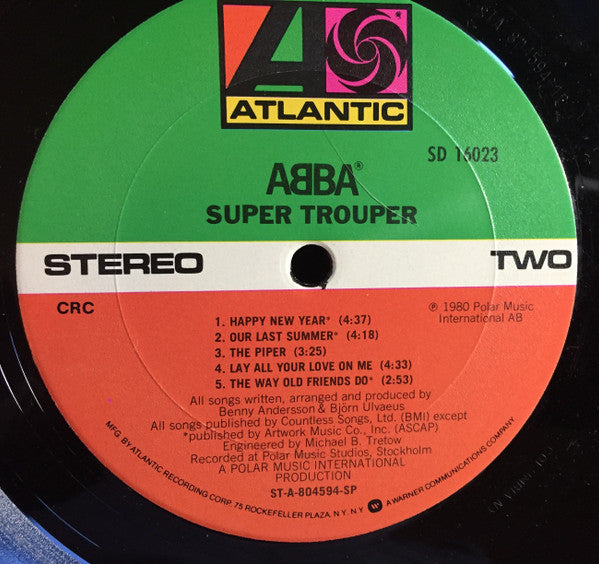 ATLANTIC
SD 16023
ABBA®
SUPER TROUPER
STEREO
TWO
CRC
℗ 1980 Polar Music
International AB
1. HAPPY NEW YEAR* (4:37)
2. OUR LAST SUMMER* (4:18)
3. THE PIPER (3:25)
4. LAY ALL YOUR LOVE ON ME (4:33)
5. THE WAY OLD FRIENDS DO* (2:53)
All songs written, arranged and produced by
Benny Andersson & Björn Ulvaeus
All songs published by Countless Songs, Ltd. (BMI) except
*published by Artwork Music Co., Inc. (ASCAP)
Engineered by Michael B. Tretow
Recorded at Polar Music Studios, Stockholm
A POLAR MUSIC INTERNATIONAL
PRODUCTION
ST-A-804594-SP
MFG. BY ATLANTIC RECORDING CORP. 75 ROCKEFELLER PLAZA, N.Y. N.Y. A WARNER COMMUNICATIONS COMPANY